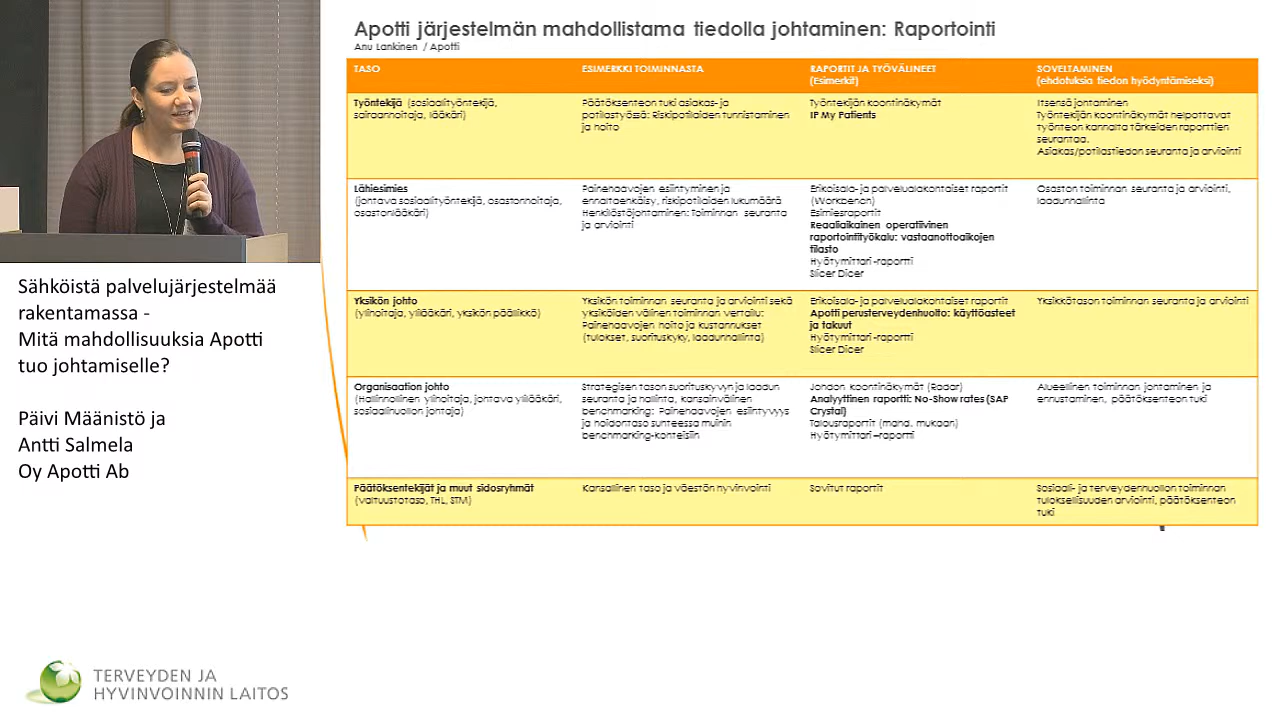 Apotti järjestelmän mahdollistama tiedolla johtaminen: Raportointi
Anu Lankinen / Apotti
TASO
ESIMERKKI TOIMINNASTA
RAPORTIT JA TYÖVÄLINEET
(Esimerkit)
SOVELTAMINEN
(ehdotuksia tiedon hyödyntämiseksi)
Työntekijä (sosiaalityöntekijä,
sairaanhoitaja, lääkäri)
Päätöksenteon tuki asiakas- ja
potilastyössä: Riskipotilaiden tunnistaminen
ja hoito
Työntekijän koontinäkymät
IP My Patients
Itsensä johtaminen
Työntekijän koontinäkymät helpottavat
työnteon kannalta tärkeiden raporttien
seurantaa.
Asiakas/potilastiedon seuranta ja arviointi
Lähiesimies
(johtava sosiaalityöntekijä, osastonhoitaja,
osastonlääkäri)
Painehaavojen esiintyminen ja
ennaltaehkäisy, riskipotilaiden lukumäärä
Henkilöstöjohtaminen: Toiminnan seuranta
ja arviointi
Erikoisala- ja palvelualakohtaiset raportit
(Workbench)
Esimiesraportit
Reaaliaikainen operatiivinen
raportointityökalu: vastaanottoaikojen
tilasto
Hyötymittari -raportti
Slicer Dicer
Osaston toiminnan seuranta ja arviointi,
laadunhallinta
Yksikön johto
(ylihoitaja, ylilääkäri, yksikön päällikkö)
Yksikön toiminnan seuranta ja arviointi sekä
yksiköiden välinen toiminnan vertailu:
Painehaavojen hoito ja kustannukset
(tulokset, suorituskyky, laadunhallinta)
Erikoisala- ja palvelualakohtaiset raportit
Apotti perusterveydenhuolto: käyttöasteet
ja takuut
Hyötymittari -raportti
Slicer Dicer
Yksikkötason toiminnan seuranta ja arviointi
Organisaation johto
(Hallinnollinen ylihoitaja, johtava ylilääkäri,
sosiaalihuollon johtaja)
Strategisen tason suorituskyvyn ja laadun
seuranta ja hallinta, kansainvälinen
benchmarking: Painehaavojen esiintyvyys
ja hoidontaso suhteessa muihin
benchmarking-kohteisiin
Johdon koontinäkymät (Radar)
Analyyttinen raportti: No-Show rates (SAP
Crystal)
Talousraportit (mand. mukaan)
Hyötymittari –raportti
Alueellinen toiminnan johtaminen ja
ennustaminen, päätöksenteon tuki
Päätöksentekijät ja muut sidosryhmät
(valtuustotaso, THL, STM)
Kansallinen taso ja väestön hyvinvointi
Sovitut raportit
Sosiaali- ja terveydenhuollon toiminnan
tuloksellisuuden arviointi, päätöksenteon
tuki
Sähköistä palvelujärjestelmää
rakentamassa -
Mitä mahdollisuuksia Apotti
tuo johtamiselle?
Päivi Määnistö ja
Antti Salmela
Oy Apotti Ab
TERVEYDEN JA
HYVINVOINNIN LAITOS